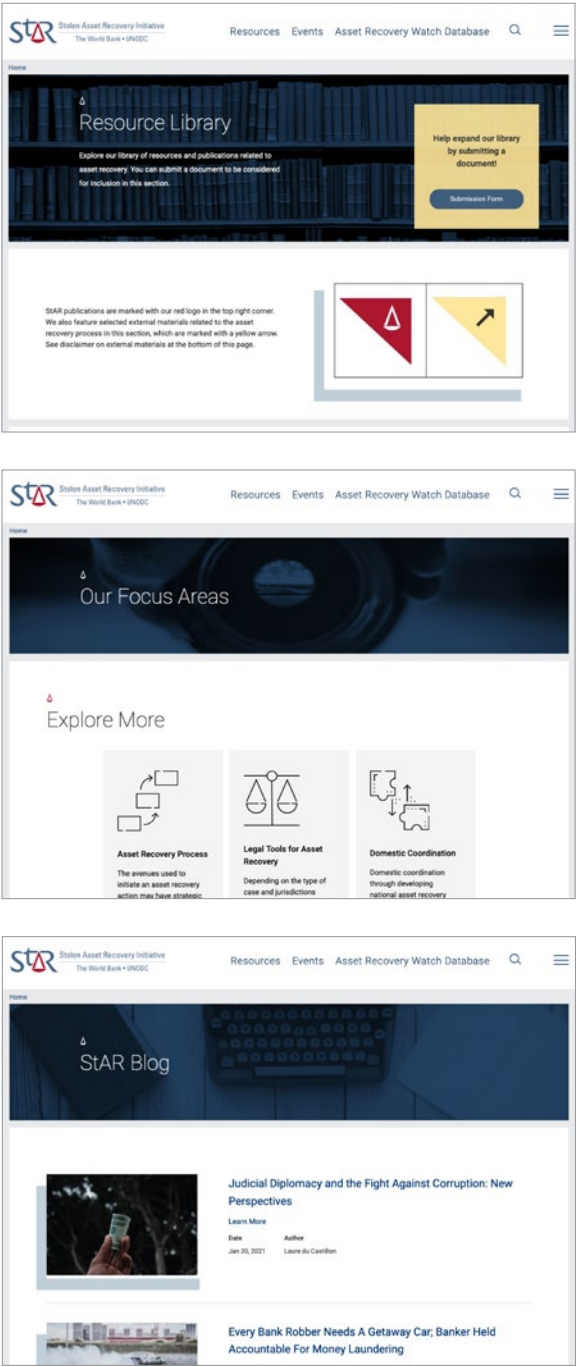 StAR Stolen Asset Recovery Initiative
The World Bank • UNODC
Resources Events Asset Recovery Watch Database
Home
Resource Library
Explore our library of resources and publications related to
asset recovery. You can submit a document to be considered
for inclusion in this section.
Help expand our library
by submitting a
document!
Submission Form
StAR publications are marked with our red logo in the top right corner.
We also feature selected external materials related to the asset
recovery process in this section, which are marked with a yellow arrow.
See disclaimer on external materials at the bottom of this page.
StAR Stolen Asset Recovery Initiative
The World Bank • UNODC
Resources Events Asset Recovery Watch Database
Home
Our Focus Areas
Explore More
Asset Recovery Process
The avenues used to
initiate an asset recovery
action may have strategic
Legal Tools for Asset
Recovery
Depending on the type of
case and jurisdictions
Domestic Coordination
Domestic coordination
through developing
national asset recovery
StAR Stolen Asset Recovery Initiative
The World Bank • UNODC
Resources Events Asset Recovery Watch Database
Home
StAR Blog
Judicial Diplomacy and the Fight Against Corruption: New
Perspectives
Learn More
Date Author
Jan 20, 2021 Laure du Castillon
Every Bank Robber Needs A Getaway Car; Banker Held
Accountable For Money Laundering